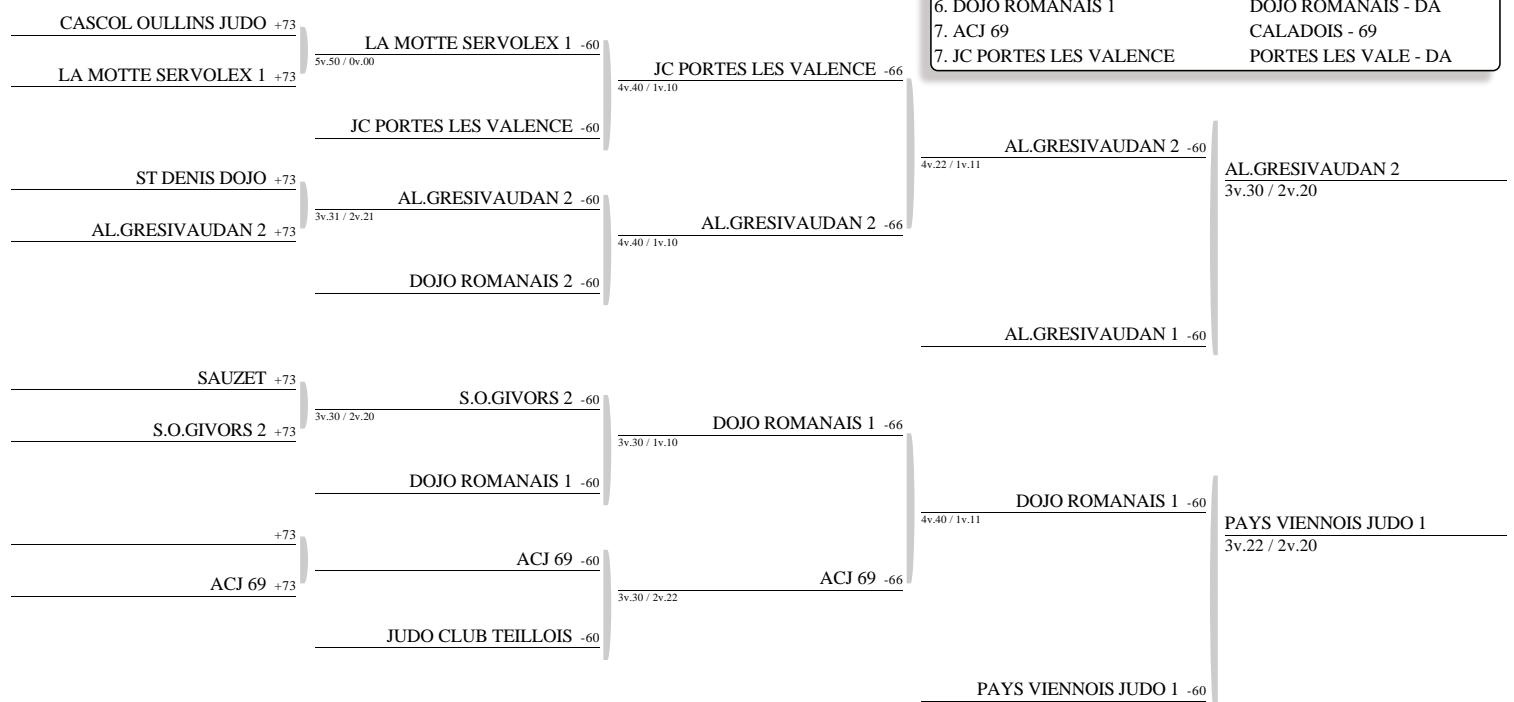 6. DOJO ROMANAIS 1 DOJO ROMANAIS - DA
7. ACJ 69 CALADOIS - 69
7. JC PORTES LES VALENCE PORTES LES VALE - DA
CASCOL OULLINS JUDO +73
LA MOTTE SERVOLEX 1 +73
ST DENIS DOJO +73
AL.GRESIVAUDAN 2 +73
SAUZET +73
S.O.GIVORS 2 +73
+73
ACJ 69 +73
LA MOTTE SERVOLEX 1 -60
5v.50 / 0v.00
JC PORTES LES VALENCE -60
AL.GRESIVAUDAN 2 -60
3v.31 / 2v.21
DOJO ROMANAIS 2 -60
S.O.GIVORS 2 -60
3v.30 / 2v.20
DOJO ROMANAIS 1 -60
ACJ 69 -60
JUDO CLUB TEILLOIS -60
JC PORTES LES VALENCE -66
4v.40 / 1v.10
AL.GRESIVAUDAN 2 -66
4v.40 / 1v.10
DOJO ROMANAIS 1 -66
3v.30 / 1v.10
ACJ 69 -66
3v.30 / 2v.22
AL.GRESIVAUDAN 2 -60
4v.22 / 1v.11
AL.GRESIVAUDAN 1 -60
DOJO ROMANAIS 1 -60
4v.40 / 1v.11
PAYS VIENNOIS JUDO 1 -60
AL.GRESIVAUDAN 2
3v.30 / 2v.20
PAYS VIENNOIS JUDO 1
3v.22 / 2v.20